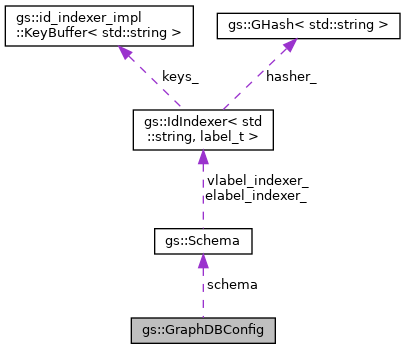 gs::id_indexer_impl
::KeyBuffer< std::string >
gs::GHash< std::string >
keys_
hasher_
gs::IdIndexer< std
::string, label_t >
vlabel_indexer_
elabel_indexer_
gs::Schema
schema
gs::GraphDBConfig